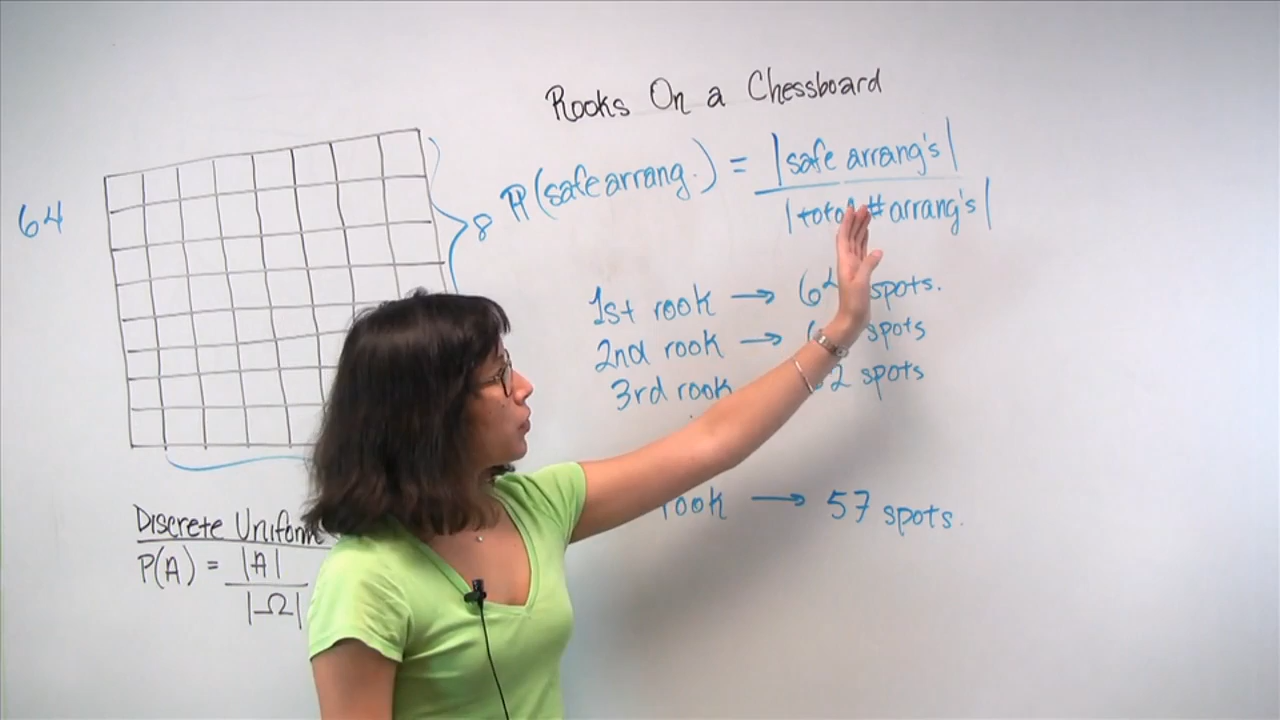 Rooks On a Chessboard
64
8
ℙ(safe arrang.) = |safe arrang's|
|total # arrang's|
1st rook → 64 spots.
2nd rook → spots
3rd rook 2 spots
rook → 57 spots.
Discrete Uniform
P(A) = |A|
|Ω|